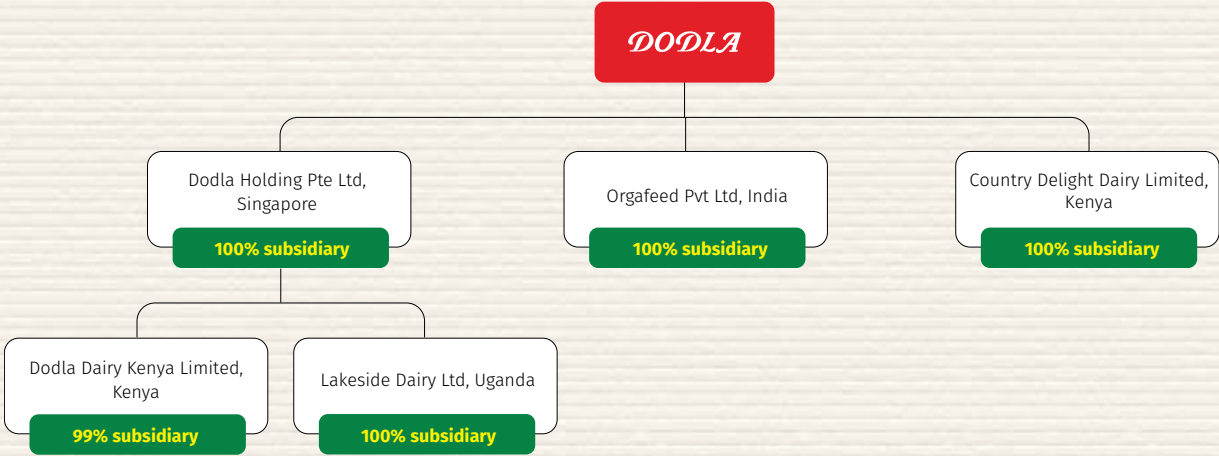 DODLA
Dodla Holding Pte Ltd,
Singapore
100% subsidiary
Orgafeed Pvt Ltd, India
100% subsidiary
Country Delight Dairy Limited,
Kenya
100% subsidiary
Dodla Dairy Kenya Limited,
Kenya
99% subsidiary
Lakeside Dairy Ltd, Uganda
100% subsidiary